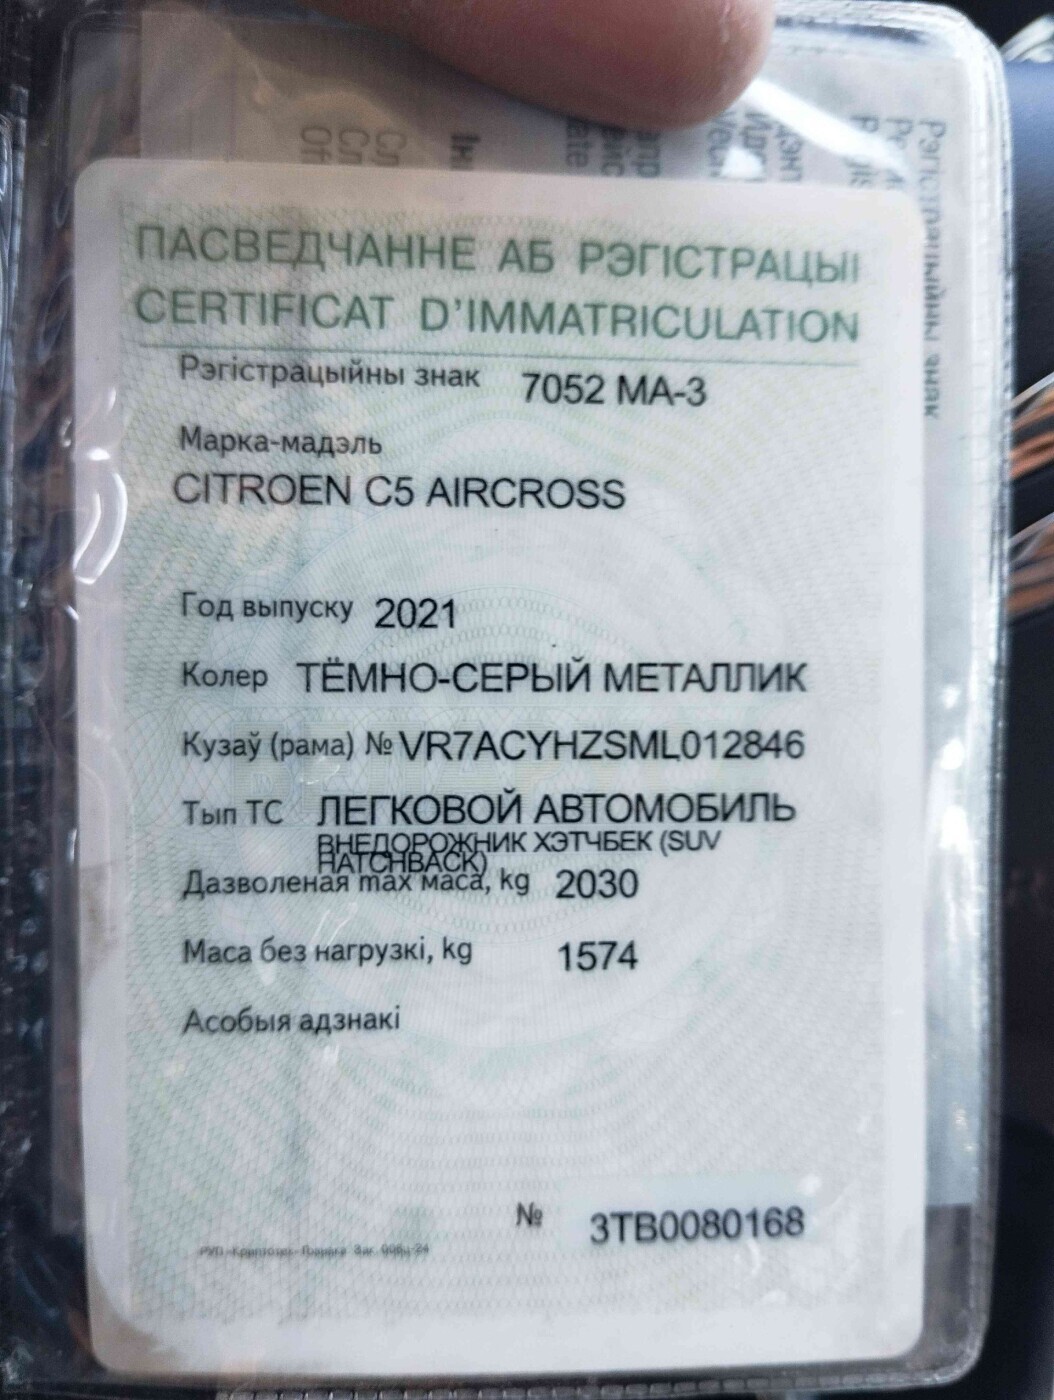 ПАСВЕДЧАННЕ АБ РЭГІСТРАЦЫІ
CERTIFICAT D'IMMATRICULATION
Рэгістрацыйны знак 7052 МА-3
Марка-мадэль
CITROEN C5 AIRCROSS
Год выпуску 2021
Колер ТЁМНО-СЕРЫЙ МЕТАЛЛИК
Кузаў (рама) № VR7ACYHZSML012846
Тып ТС ЛЕГКОВОЙ АВТОМОБИЛЬ
ВНЕДОРОЖНИК ХЭТЧБЕК (SUV
HATCHBACK)
Дазволеная max маса, kg 2030
Маса без нагрузкі, kg 1574
Асобыя адзнакі
№ 3ТВ0080168
Рэгістрацыйны знак